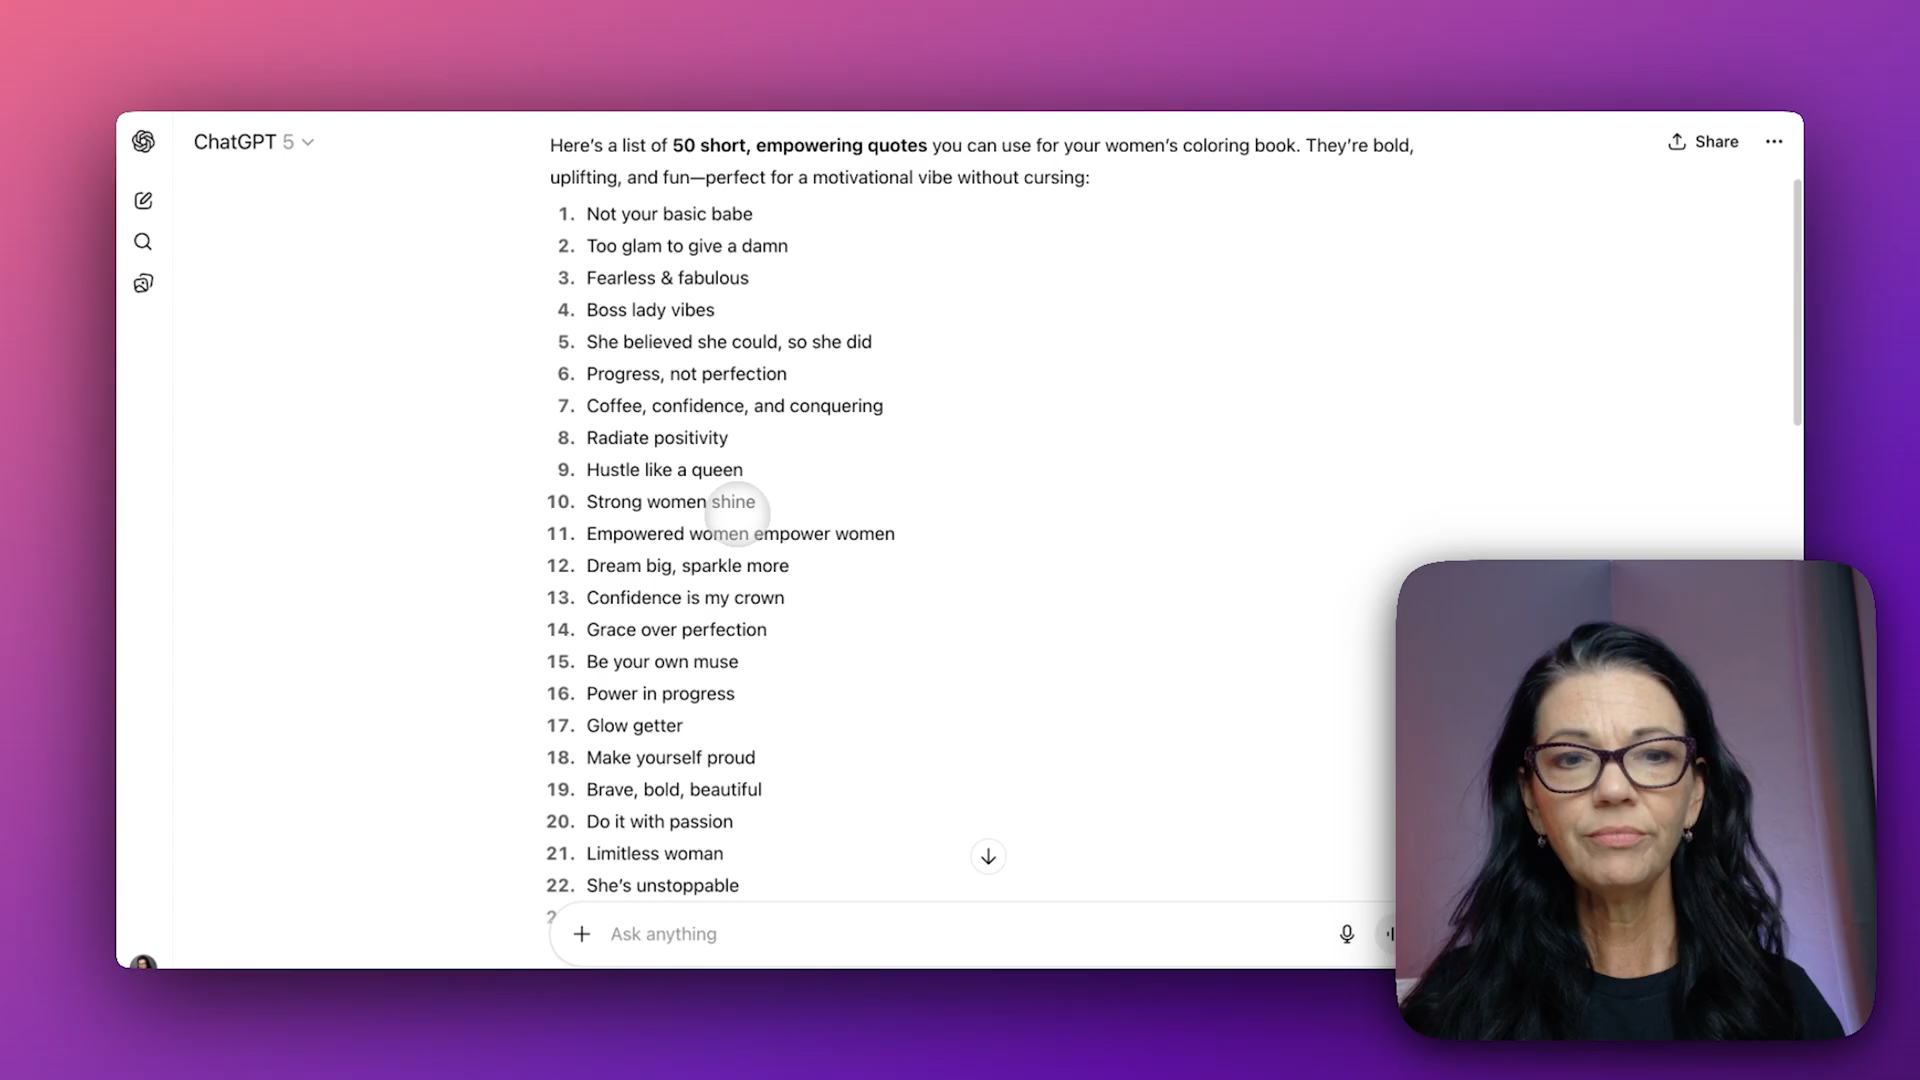 ChatGPT 5
Share
Here's a list of 50 short, empowering quotes you can use for your women's coloring book. They're bold,
uplifting, and fun—perfect for a motivational vibe without cursing:
1. Not your basic babe
2. Too glam to give a damn
3. Fearless & fabulous
4. Boss lady vibes
5. She believed she could, so she did
6. Progress, not perfection
7. Coffee, confidence, and conquering
8. Radiate positivity
9. Hustle like a queen
10. Strong women shine
11. Empowered women empower women
12. Dream big, sparkle more
13. Confidence is my crown
14. Grace over perfection
15. Be your own muse
16. Power in progress
17. Glow getter
18. Make yourself proud
19. Brave, bold, beautiful
20. Do it with passion
21. Limitless woman
22. She's unstoppable
Ask anything